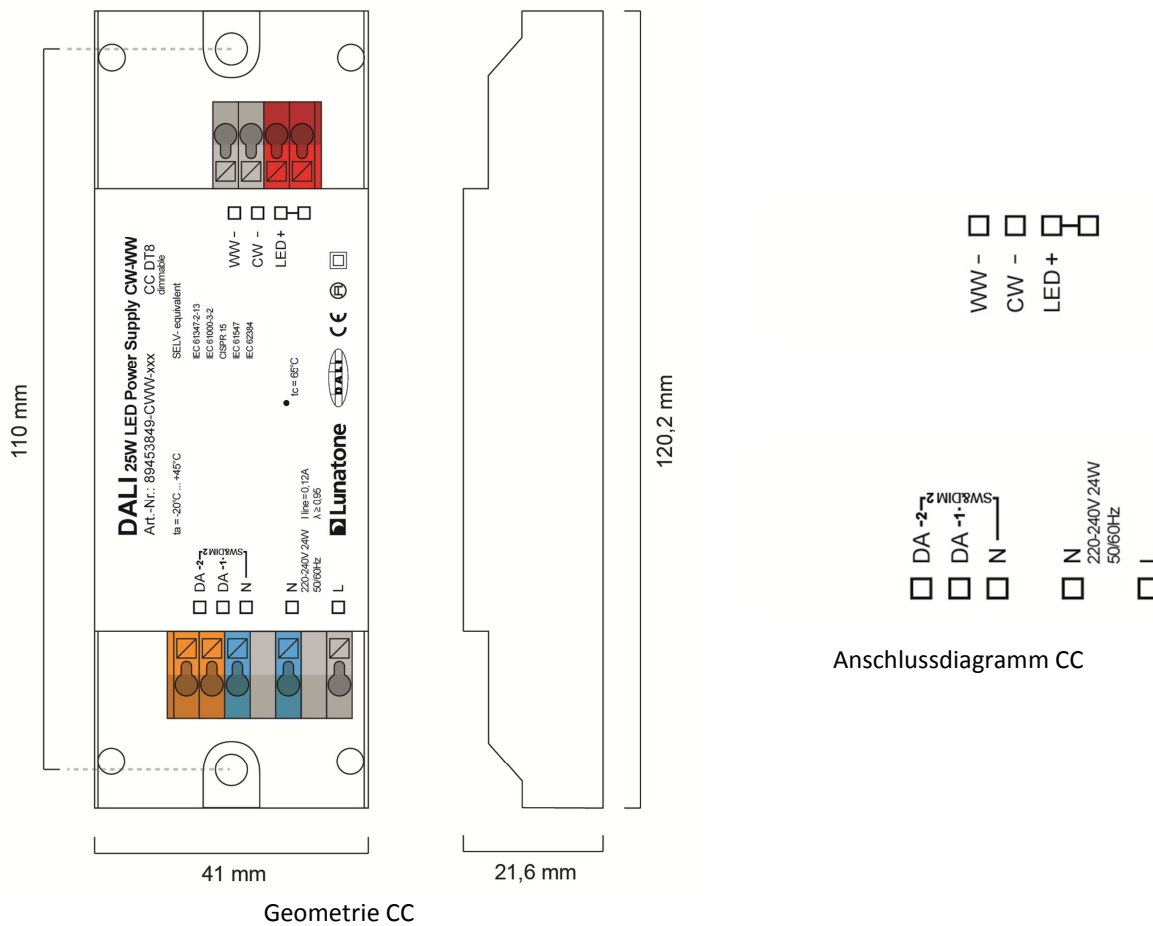 WW -
CW -
LED +
DALI 25W LED Power Supply CW-WW
CC DT8
dimmable
Art.-Nr.: 89453849-CWW-xxx
SELV- equivalent
ta = -20°C ... +45°C
IEC 61347-2-13
IEC 61000-3-2
CISPR 15
IEC 61547
IEC 62384
tc = 65°C
DALI
CE
Lunatone
DA -2-
DA -1-
N
SW&DIM 2
N
220-240V 24W I line = 0,12A
50/60Hz λ ≥ 0,95
L
110 mm
120,2 mm
41 mm
21,6 mm
Geometrie CC
WW -
CW -
LED +
DA -2-
DA -1-
N
SW&DIM 2
N
220-240V 24W
50/60Hz
Anschlussdiagramm CC